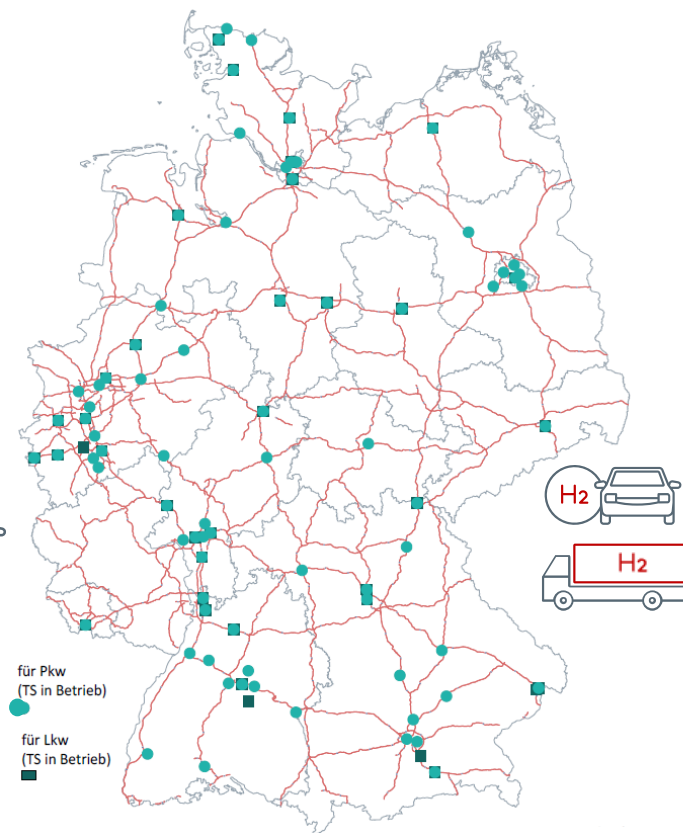 H2
H2
für Pkw
(TS in Betrieb)
für Lkw
(TS in Betrieb)